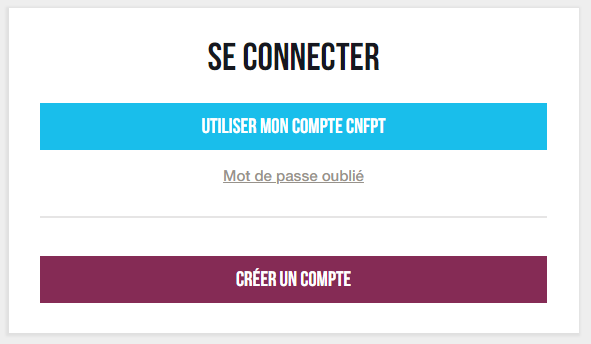 SE CONNECTER
UTILISER MON COMPTE CNFPT
Mot de passe oublié
CRÉER UN COMPTE